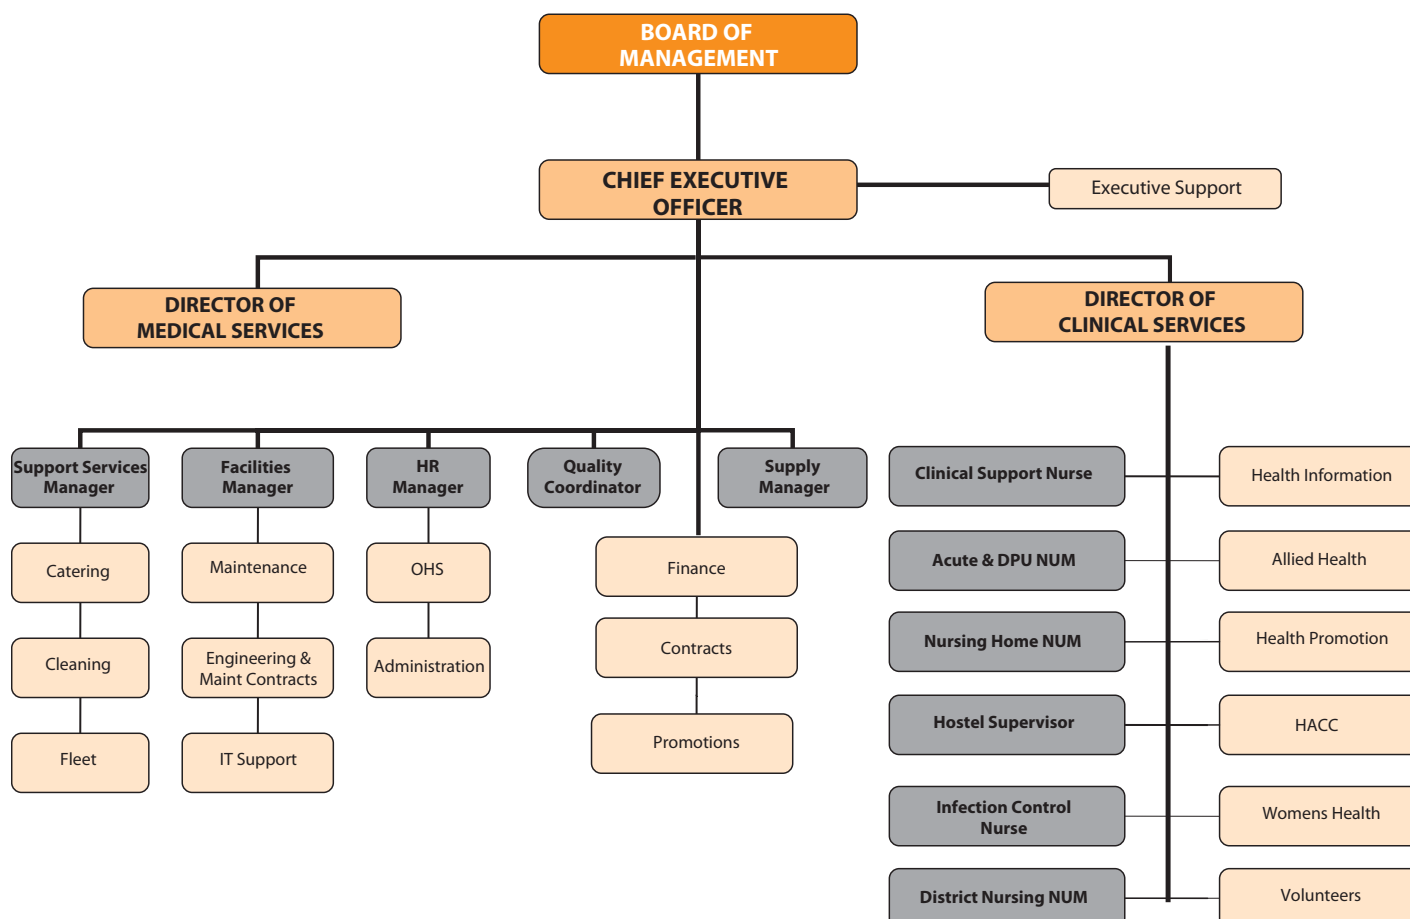 BOARD OF
MANAGEMENT
CHIEF EXECUTIVE
OFFICER
Executive Support
DIRECTOR OF
MEDICAL SERVICES
DIRECTOR OF
CLINICAL SERVICES
Support Services
Manager
Facilities
Manager
HR
Manager
Quality
Coordinator
Supply
Manager
Catering
Cleaning
Fleet
Maintenance
Engineering &
Maint Contracts
IT Support
OHS
Administration
Finance
Contracts
Promotions
Clinical Support Nurse
Health Information
Acute & DPU NUM
Allied Health
Nursing Home NUM
Health Promotion
Hostel Supervisor
HACC
Infection Control
Nurse
Womens Health
District Nursing NUM
Volunteers